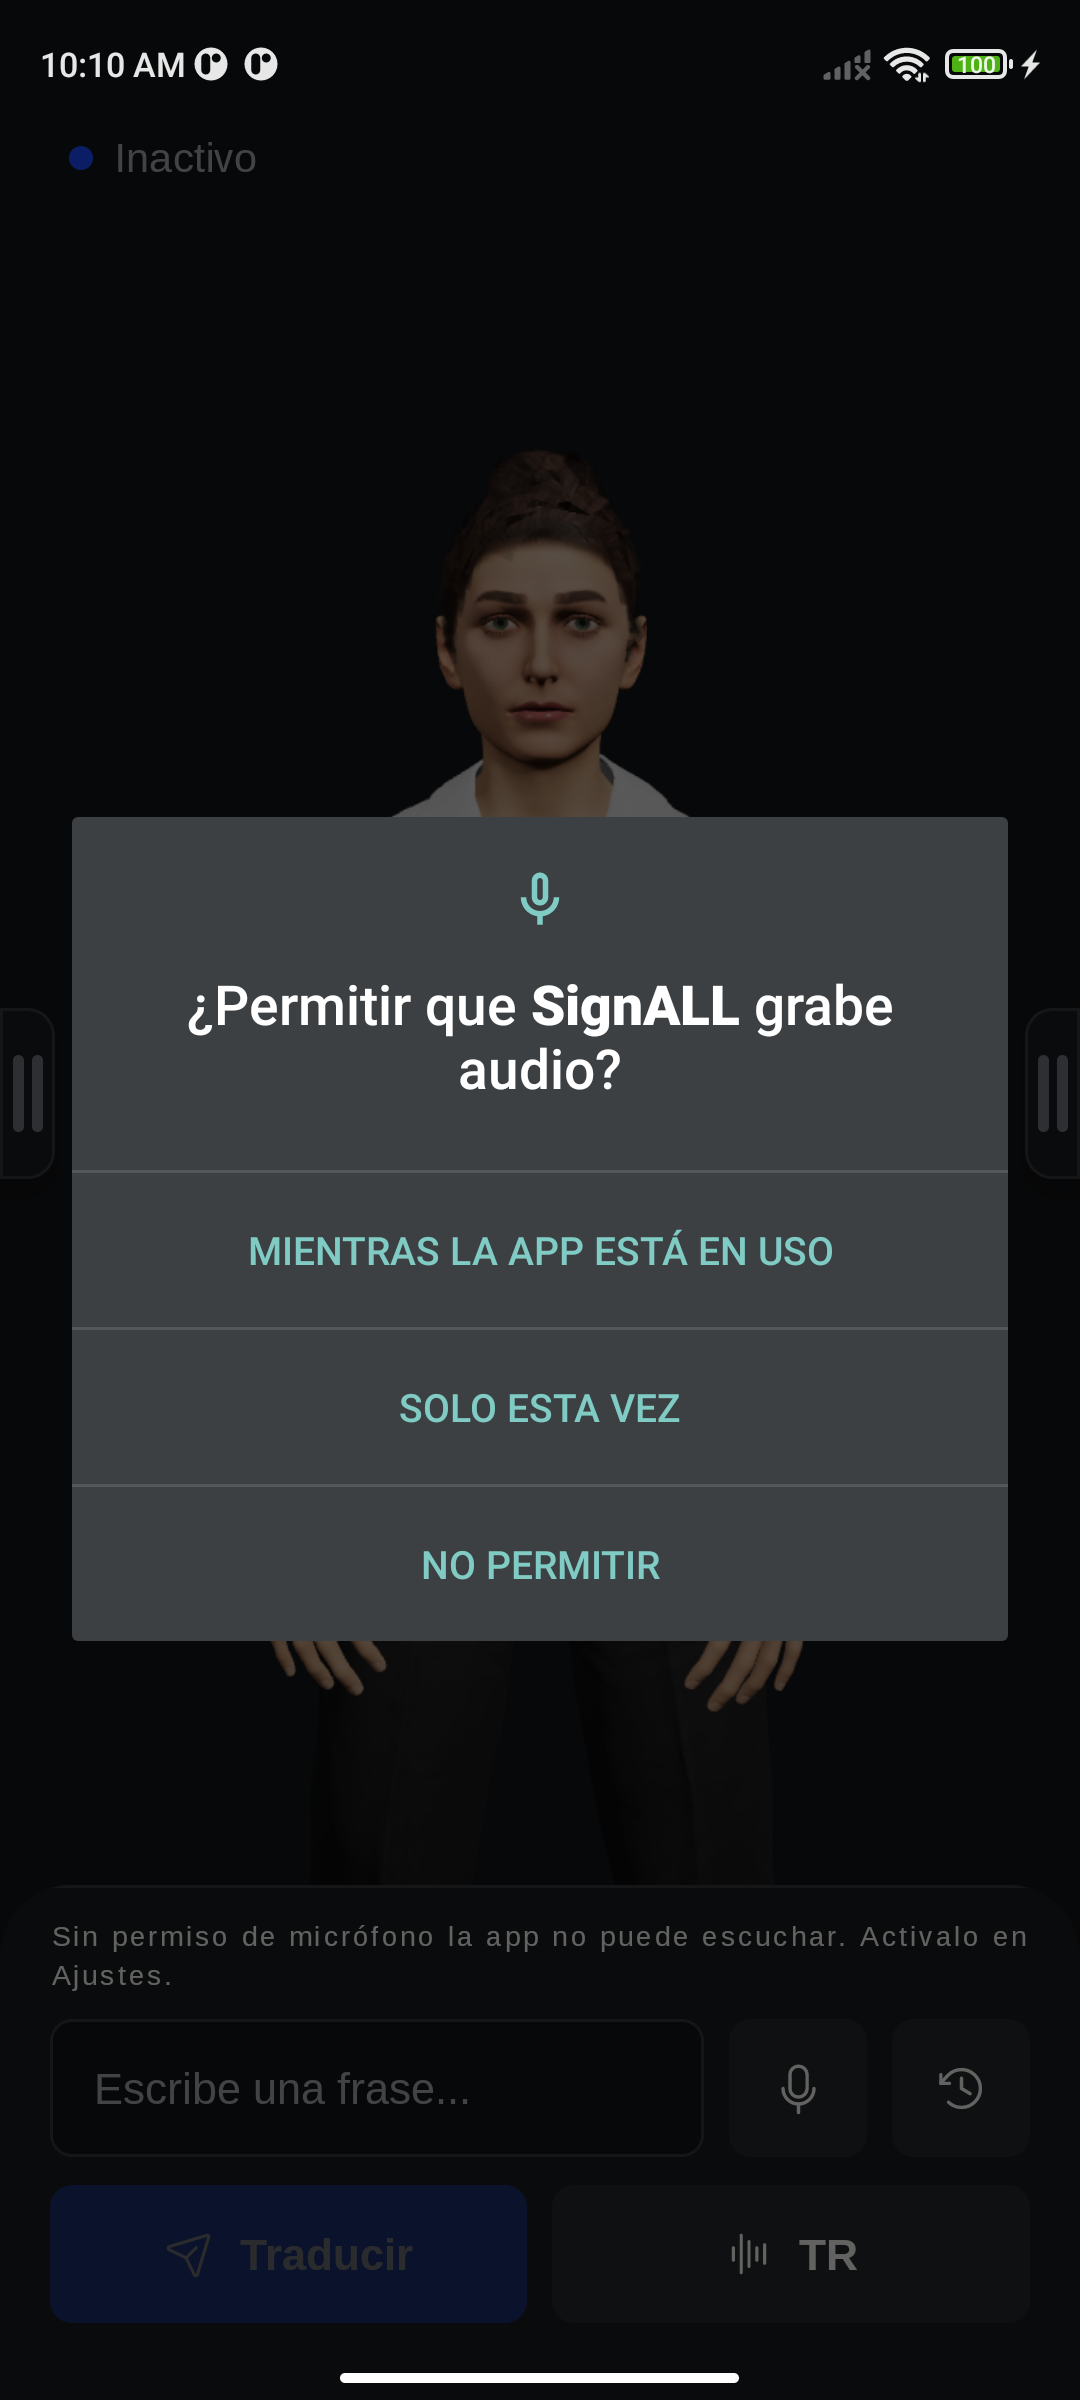 10:10 AM
100
Inactivo
¿Permitir que SignALL grabe
audio?
MIENTRAS LA APP ESTÁ EN USO
SOLO ESTA VEZ
NO PERMITIR
Sin permiso de micrófono la app no puede escuchar. Activalo en
Ajustes.
Escribe una frase...
Traducir
TR